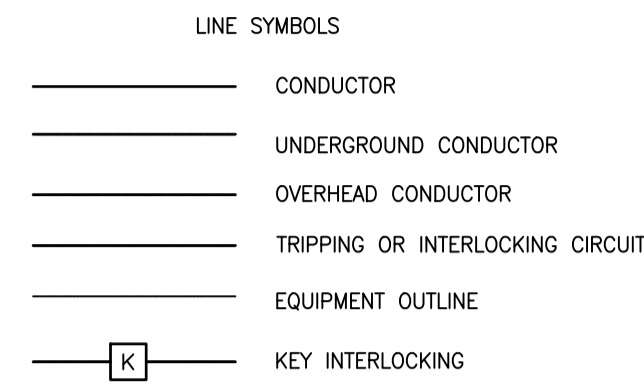 LINE SYMBOLS
CONDUCTOR
UNDERGROUND CONDUCTOR
OVERHEAD CONDUCTOR
TRIPPING OR INTERLOCKING CIRCUIT
EQUIPMENT OUTLINE
K KEY INTERLOCKING